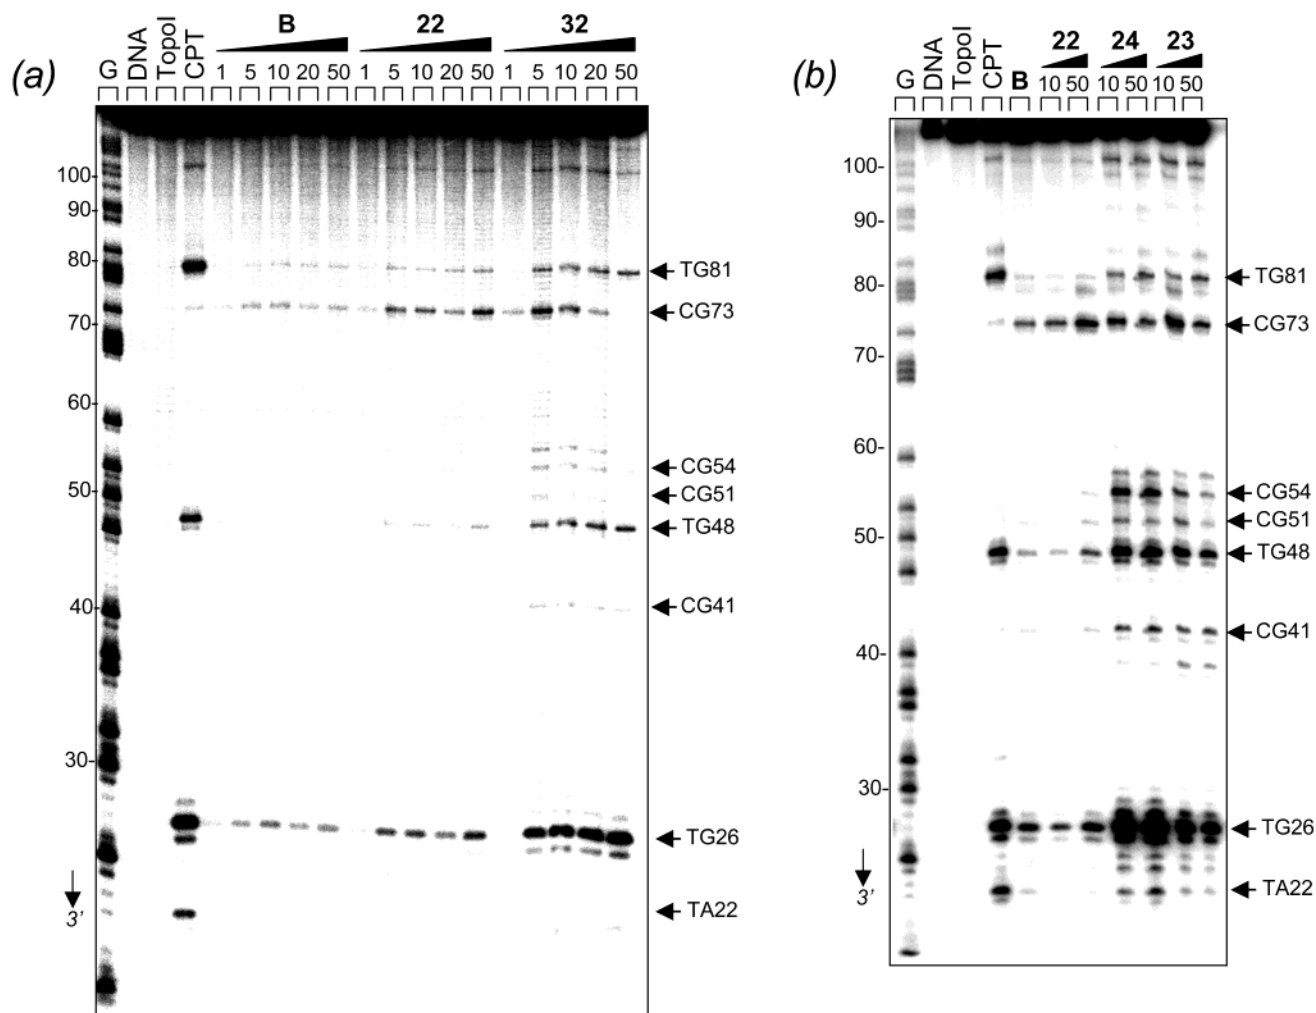 (a)
G DNA TopoI CPT B 22 32
1 5 10 20 50 1 5 10 20 50 1 5 10 20 50
100-
90-
80-
70-
60-
50-
40-
30-
3'
TG81
CG73
CG54
CG51
TG48
CG41
TG26
TA22
(b)
G DNA TopoI CPT B 22 24 23
10 50 10 50 10 50
100-
90-
80-
70-
60-
50-
40-
30-
3'
TG81
CG73
CG54
CG51
TG48
CG41
TG26
TA22